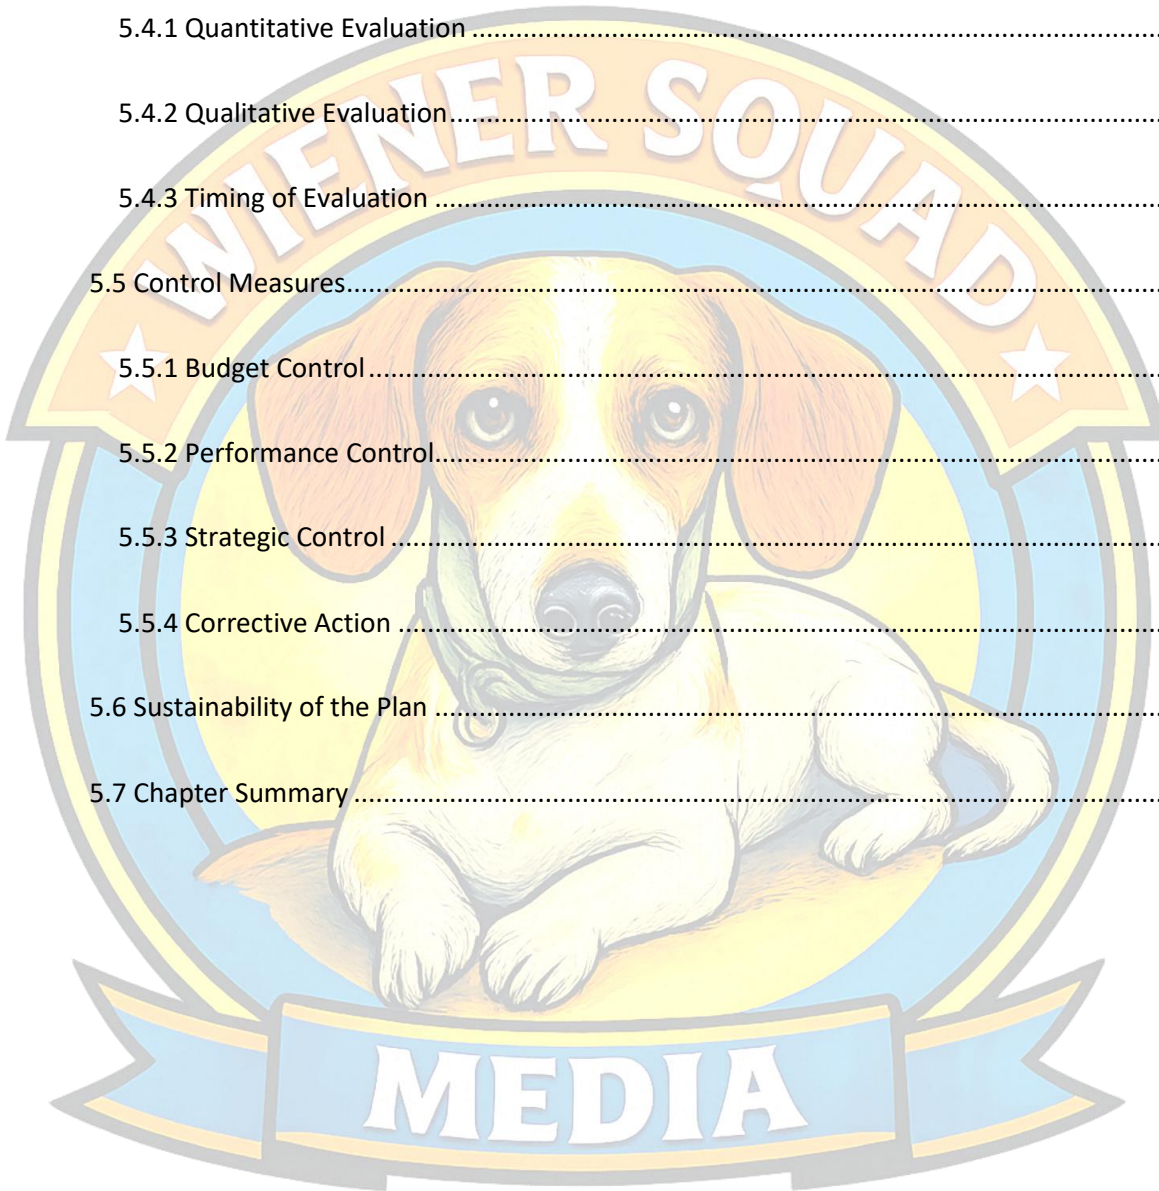 5.4.1 Quantitative Evaluation ........................................................................................
WIENER SQUAD
5.4.2 Qualitative Evaluation ........................................................................................
5.4.3 Timing of Evaluation ........................................................................................
5.5 Control Measures ........................................................................................
5.5.1 Budget Control ........................................................................................
5.5.2 Performance Control ........................................................................................
5.5.3 Strategic Control ........................................................................................
5.5.4 Corrective Action ........................................................................................
5.6 Sustainability of the Plan ........................................................................................
5.7 Chapter Summary ........................................................................................
MEDIA